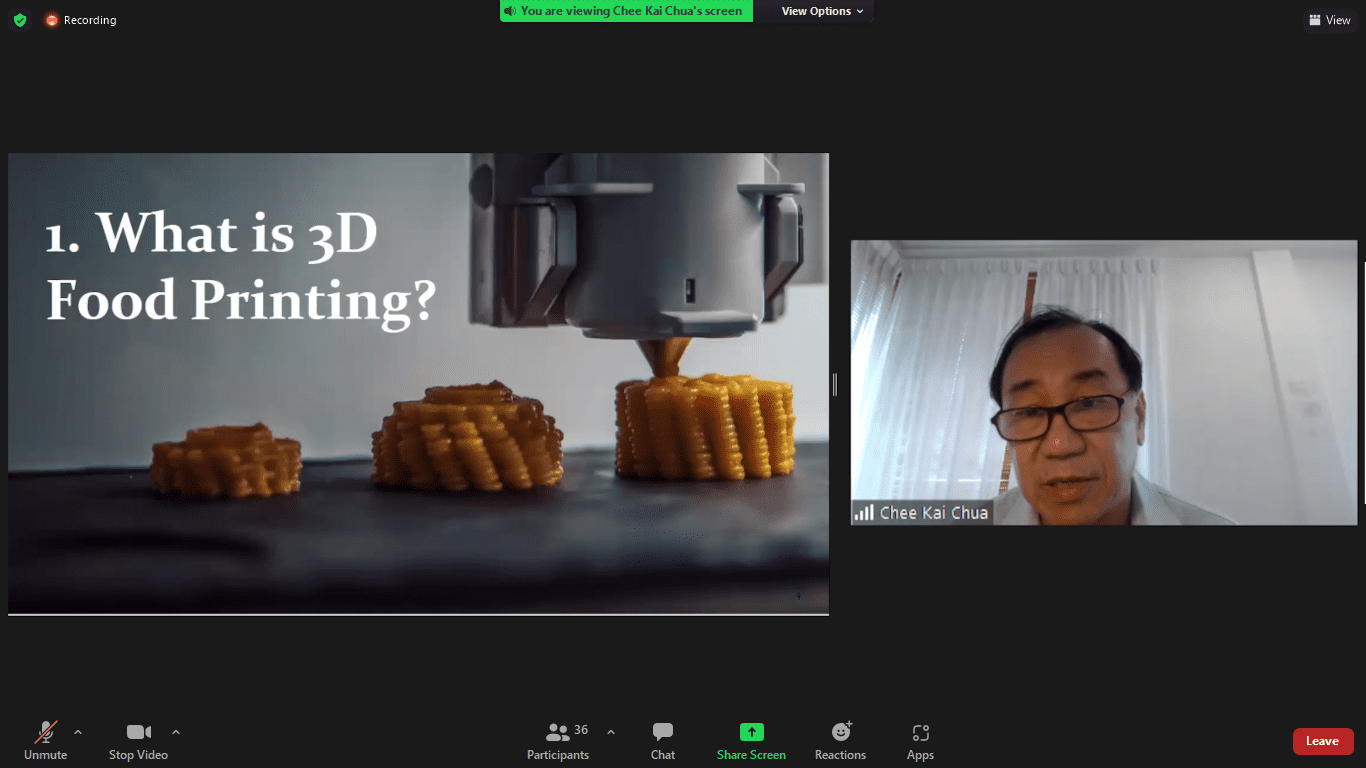 Recording
You are viewing Chee Kai Chua's screen
View Options
View
1. What is 3D
Food Printing?
Chee Kai Chua
Unmute
Stop Video
36
Participants
Chat
Share Screen
Reactions
Apps
Leave